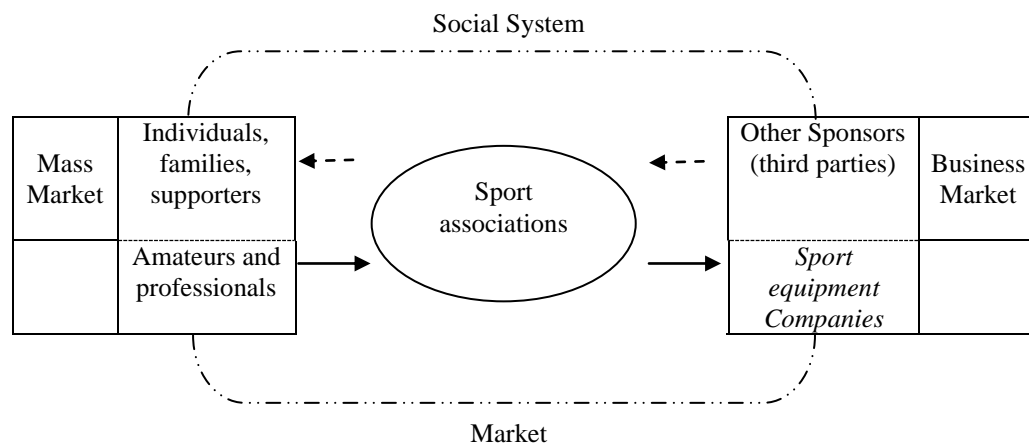 Social System
Mass
Market
Individuals,
families,
supporters
Amateurs and
professionals
Sport
associations
Other Sponsors
(third parties)
Sport
equipment
Companies
Business
Market
Market